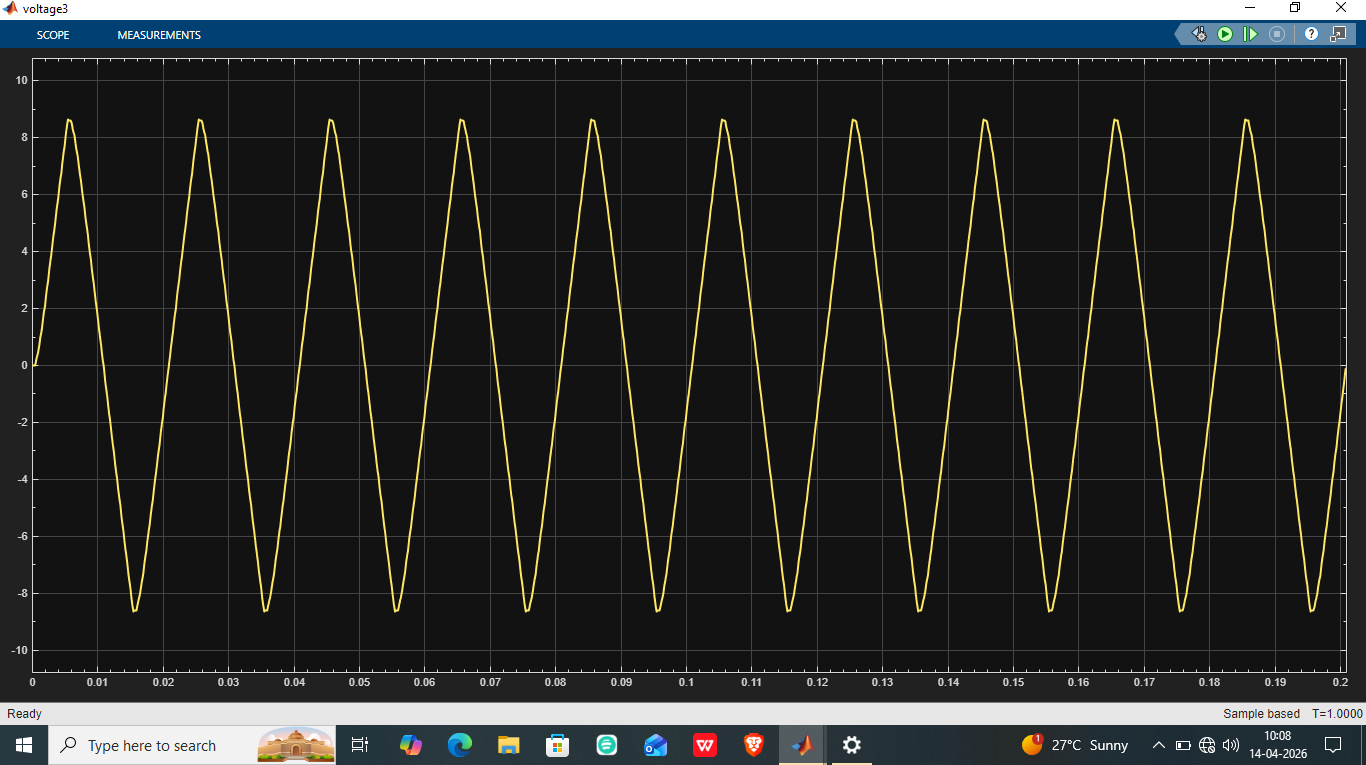 voltage3
SCOPE MEASUREMENTS
10
8
6
4
2
0
-2
-4
-6
-8
-10
0 0.01 0.02 0.03 0.04 0.05 0.06 0.07 0.08 0.09 0.1 0.11 0.12 0.13 0.14 0.15 0.16 0.17 0.18 0.19 0.2
Ready Sample based T=1.0000
Type here to search
1 27°C Sunny
10:08
14-04-2026